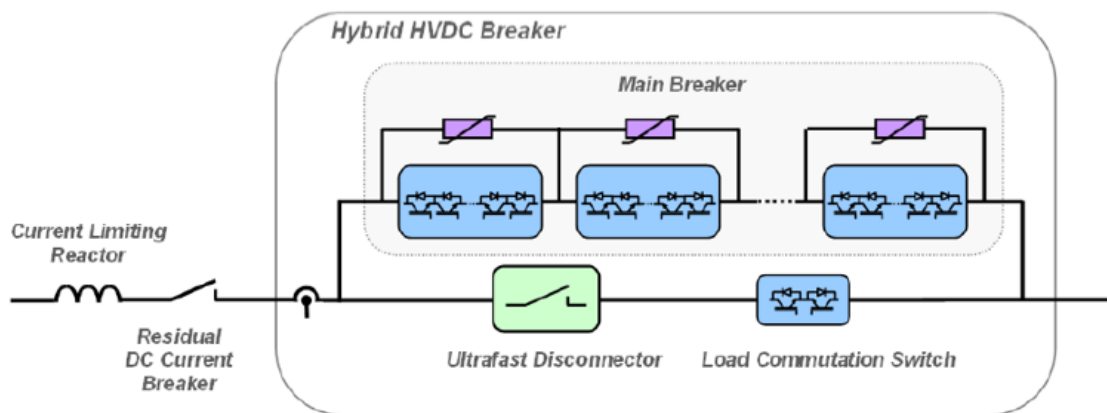 Hybrid HVDC Breaker
Main Breaker
Current Limiting
Reactor
Residual
DC Current
Breaker
Ultrafast Disconnector
Load Commutation Switch